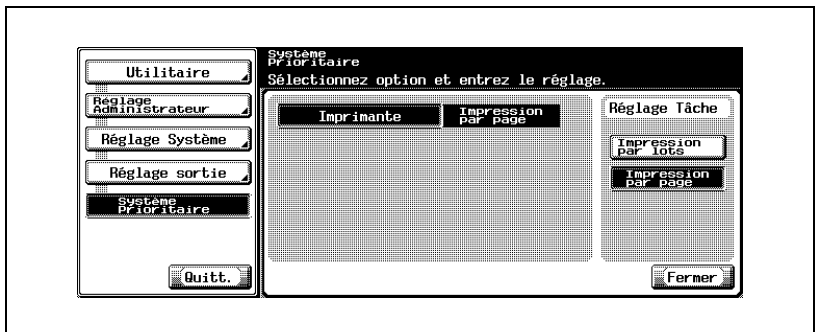 Utilitaire
Réglage
Administrateur
Réglage Système
Réglage sortie
Système
Prioritaire
Quitt.
Système
Prioritaire
Sélectionnez option et entrez le réglage.
Imprimante
Impression
par page
Réglage Tâche
Impression
par lots
Impression
par page
Fermer